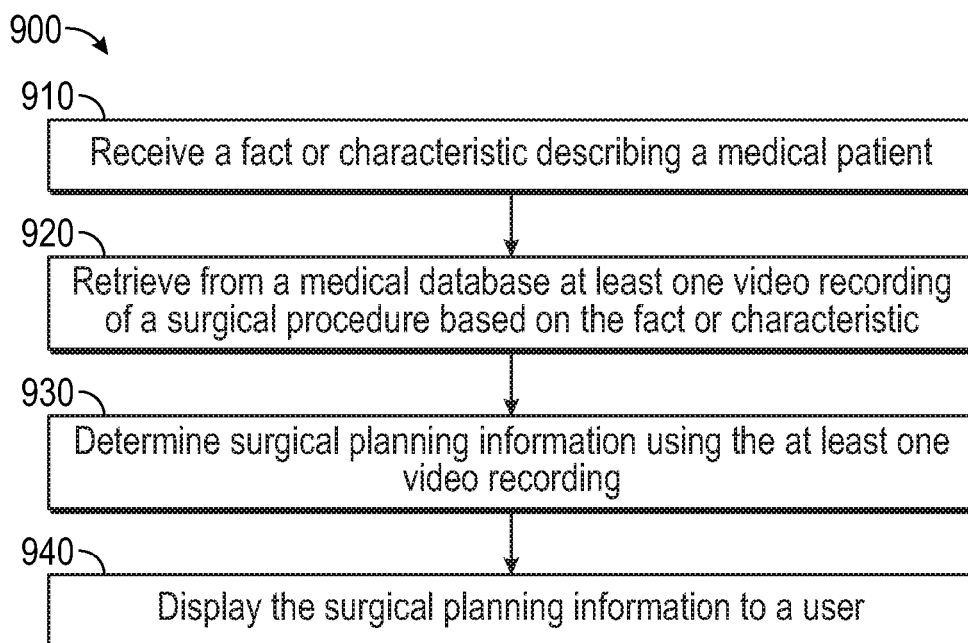 900
910
Receive a fact or characteristic describing a medical patient
920
Retrieve from a medical database at least one video recording
of a surgical procedure based on the fact or characteristic
930
Determine surgical planning information using the at least one
video recording
940
Display the surgical planning information to a user